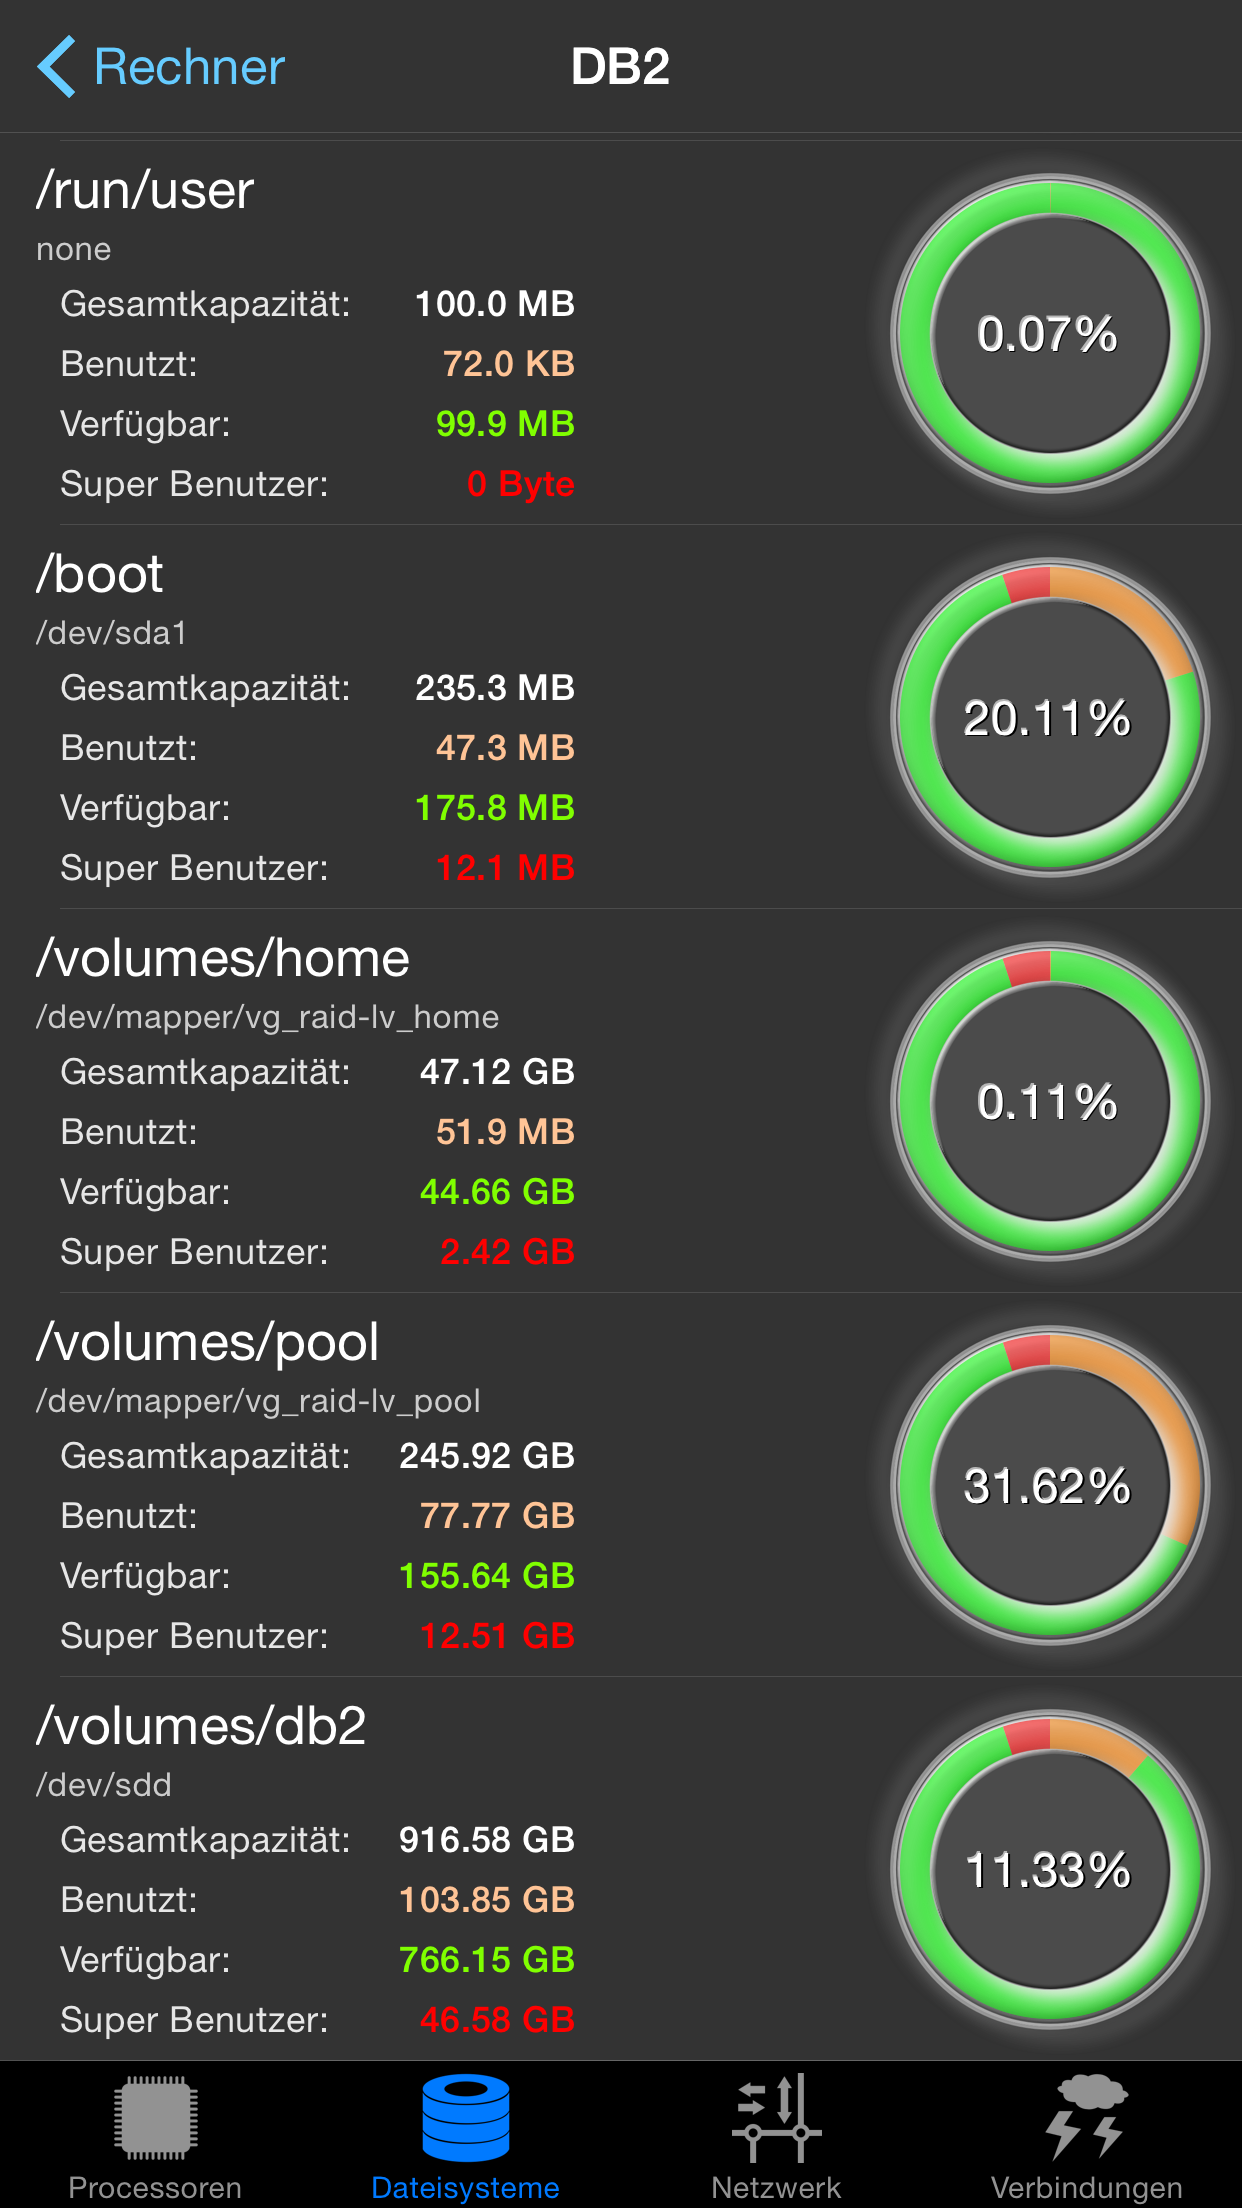 Rechner
DB2
/run/user
none
Gesamtkapazität: 100.0 MB
Benutzt: 72.0 KB
Verfügbar: 99.9 MB
Super Benutzer: 0 Byte
0.07%
/boot
/dev/sda1
Gesamtkapazität: 235.3 MB
Benutzt: 47.3 MB
Verfügbar: 175.8 MB
Super Benutzer: 12.1 MB
20.11%
/volumes/home
/dev/mapper/vg_raid-lv_home
Gesamtkapazität: 47.12 GB
Benutzt: 51.9 MB
Verfügbar: 44.66 GB
Super Benutzer: 2.42 GB
0.11%
/volumes/pool
/dev/mapper/vg_raid-lv_pool
Gesamtkapazität: 245.92 GB
Benutzt: 77.77 GB
Verfügbar: 155.64 GB
Super Benutzer: 12.51 GB
31.62%
/volumes/db2
/dev/sdd
Gesamtkapazität: 916.58 GB
Benutzt: 103.85 GB
Verfügbar: 766.15 GB
Super Benutzer: 46.58 GB
11.33%
Processoren
Dateisysteme
Netzwerk
Verbindungen